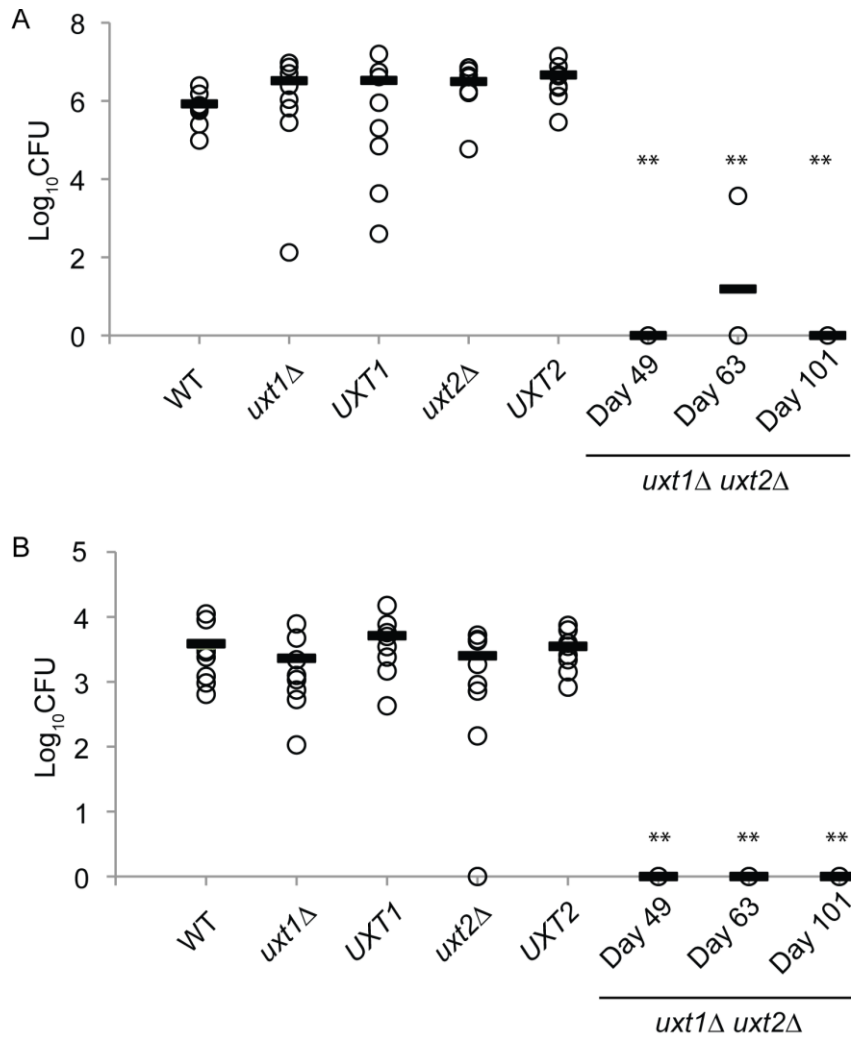 A
8
6
4
2
0
Log₁₀CFU
** ** **
WT uxt1Δ UXT1 uxt2Δ UXT2 Day 49 Day 63 Day 101
uxt1Δ uxt2Δ
B
5
4
3
2
1
0
Log₁₀CFU
** ** **
WT uxt1Δ UXT1 uxt2Δ UXT2 Day 49 Day 63 Day 101
uxt1Δ uxt2Δ